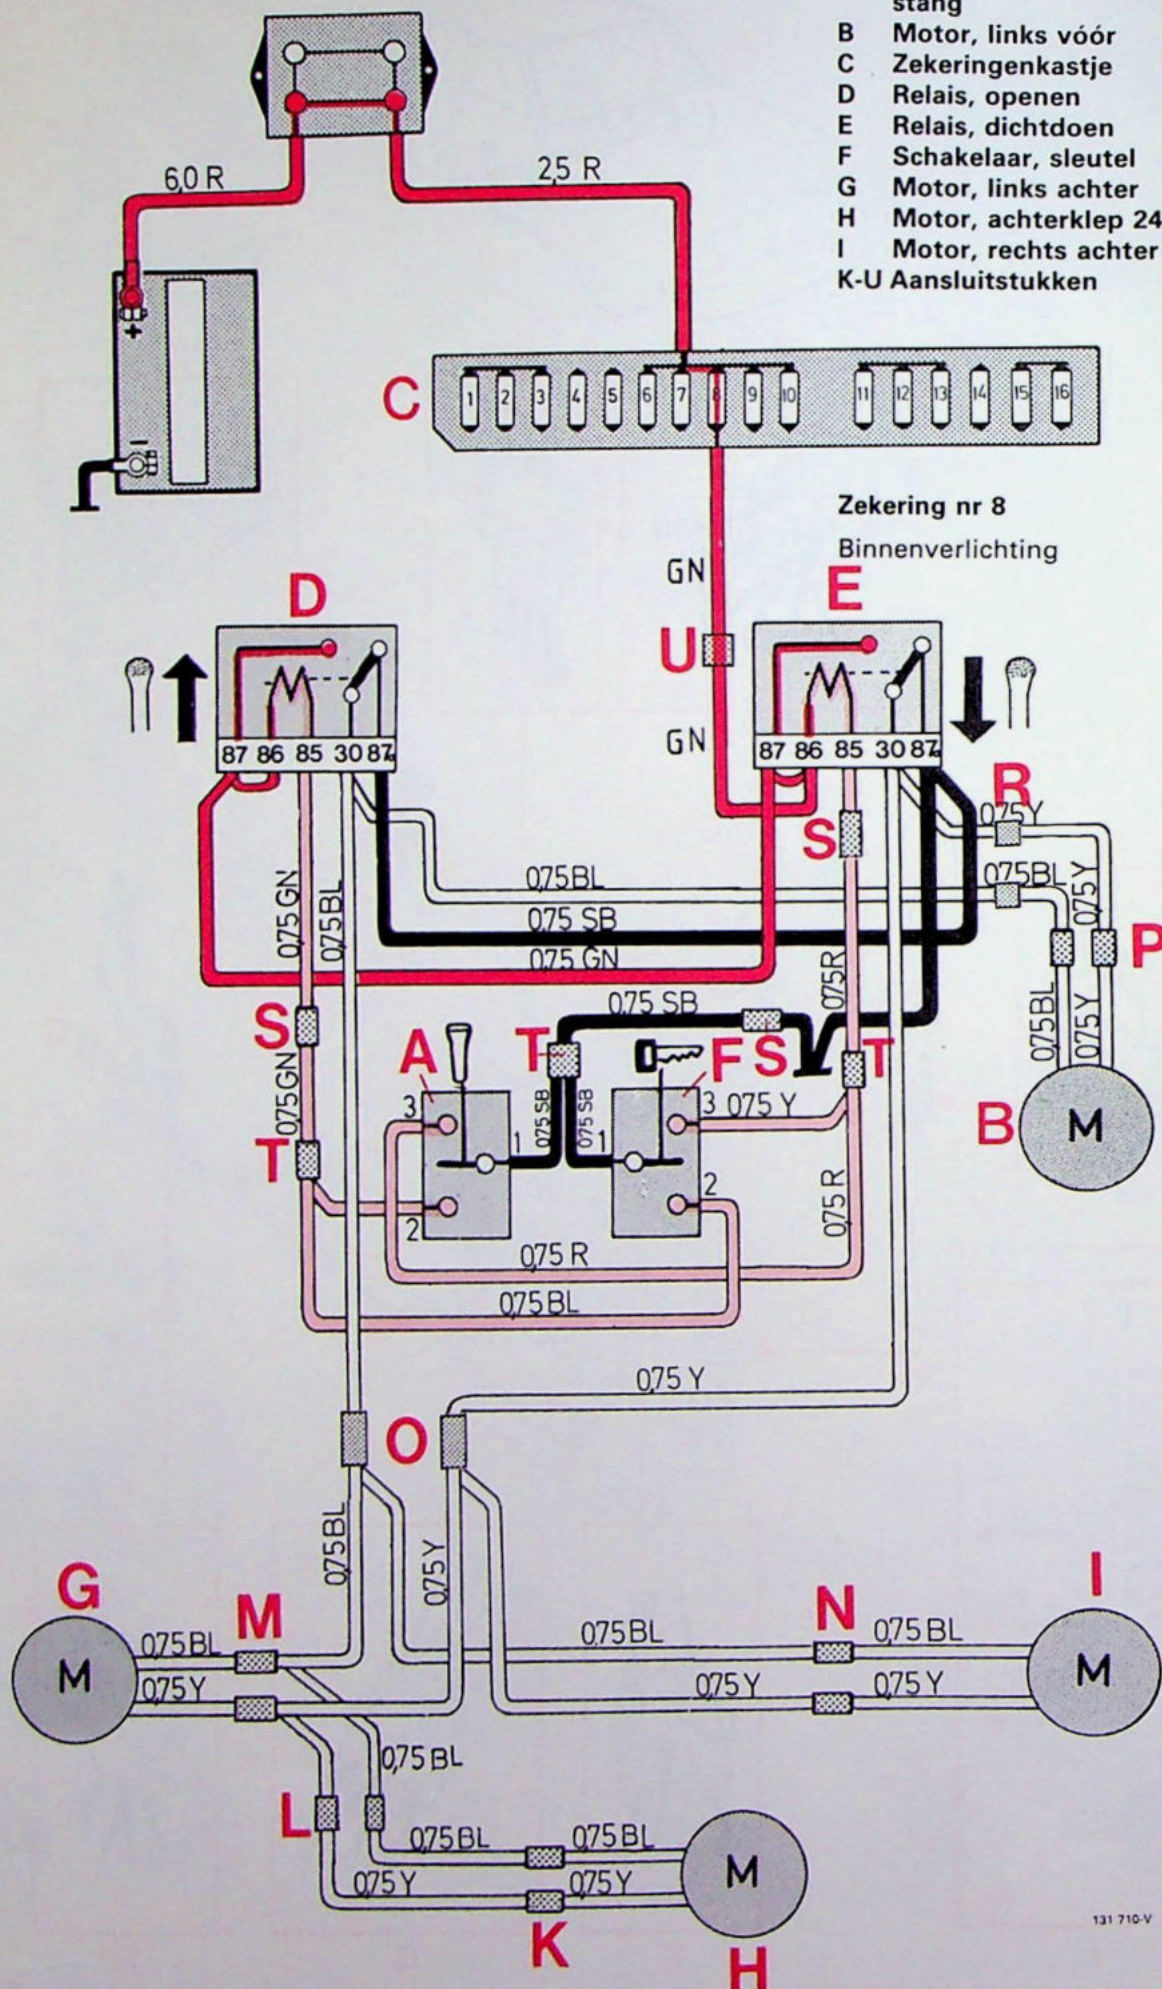 stang
B Motor, links vóór
C Zekeringenkastje
D Relais, openen
E Relais, dichtdoen
F Schakelaar, sleutel
G Motor, links achter
H Motor, achterklep 24
I Motor, rechts achter
K-U Aansluitstukken
6,0 R
2,5 R
+
−
C
1 2 3 4 5 6 7 8 9 10 11 12 13 14 15 16
Zekering nr 8
Binnenverlichting
GN
D
E
U
GN
87 86 85 30 87a
87 86 85 30 87a
R
0,75 Y
S
0,75 BL
0,75 BL
0,75 Y
0,75 GN
0,75 BL
0,75 SB
0,75 GN
0,75 R
P
S
0,75 SB
0,75 BL
0,75 Y
A
T
F
S
T
0,75 GN
3
1
0,75 SB
0,75 SB
1
3
0,75 Y
B
M
T
2
2
0,75 R
0,75 R
0,75 BL
0,75 Y
O
0,75 BL
0,75 Y
G
M
N
I
0,75 BL
0,75 BL
0,75 BL
M
M
0,75 Y
0,75 Y
0,75 Y
0,75 BL
L
0,75 BL
0,75 BL
M
0,75 Y
0,75 Y
K
H
131 710-V